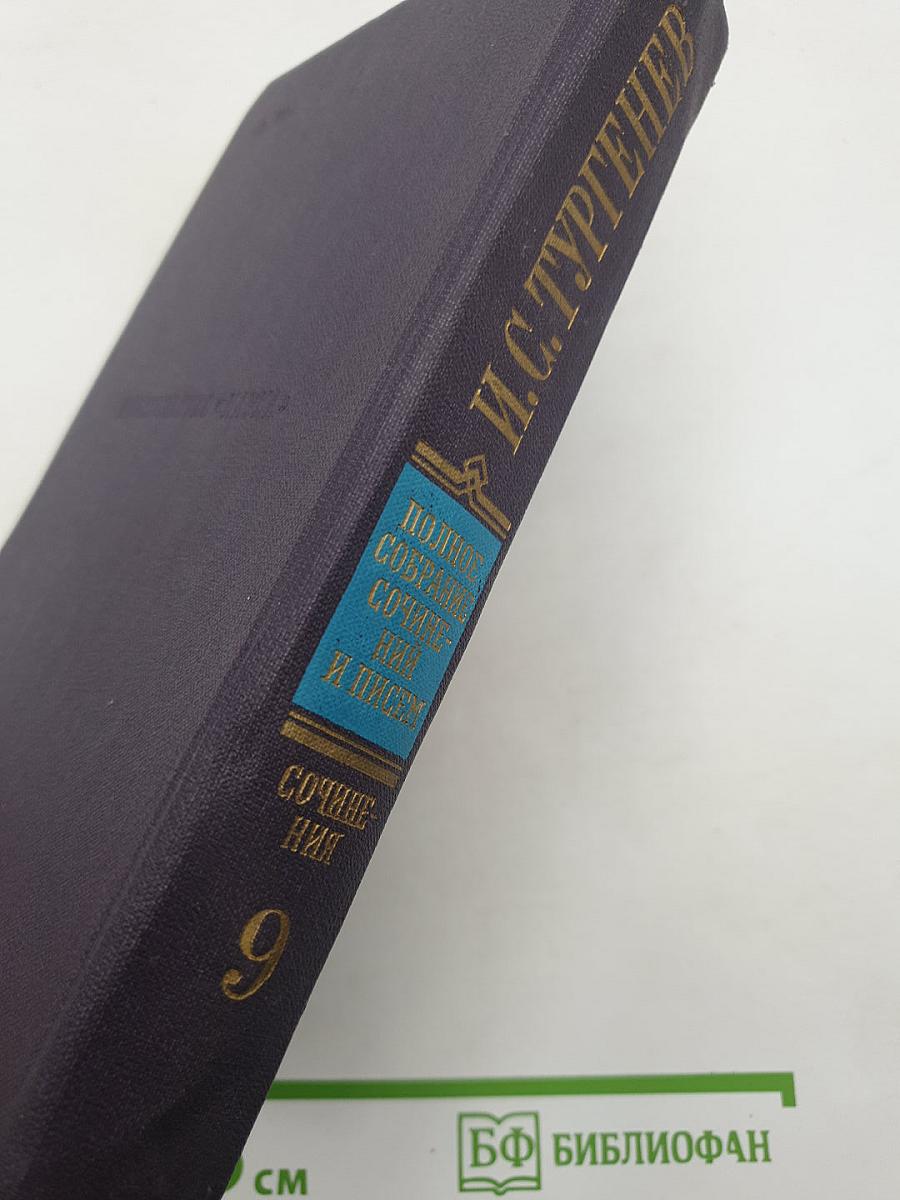 И.С.ТУРГЕНЕВ
ПОЛНОЕ
СОБРАНИЕ
СОЧИНЕ-
НИЙ
И ПИСЕМ
СОЧИНЕ-
НИЯ
9
см
БФ БИБЛИОФАН